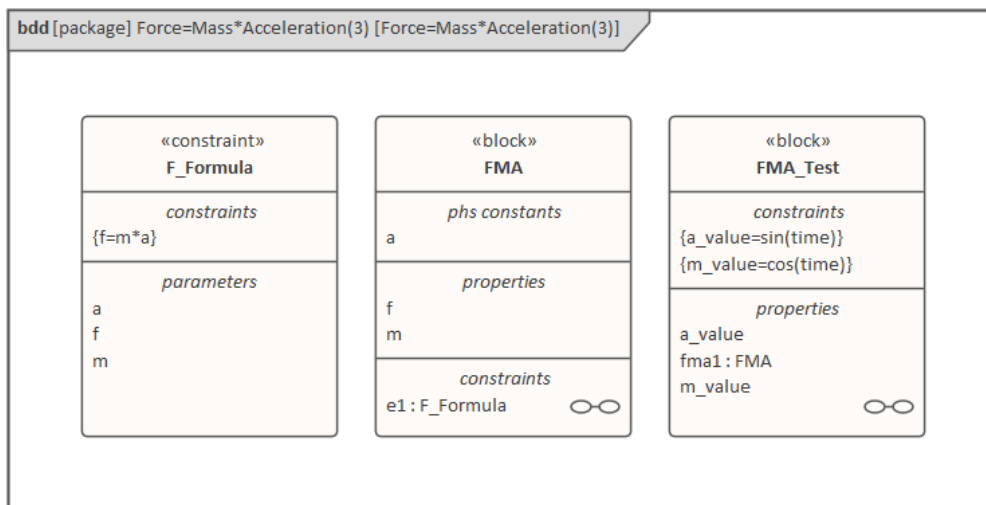 bdd [package] Force=Mass*Acceleration(3) [Force=Mass*Acceleration(3)]
«constraint»
F_Formula
constraints
{f=m*a}
parameters
a
f
m
«block»
FMA
phs constants
a
properties
f
m
constraints
e1 : F_Formula
«block»
FMA_Test
constraints
{a_value=sin(time)}
{m_value=cos(time)}
properties
a_value
fma1 : FMA
m_value